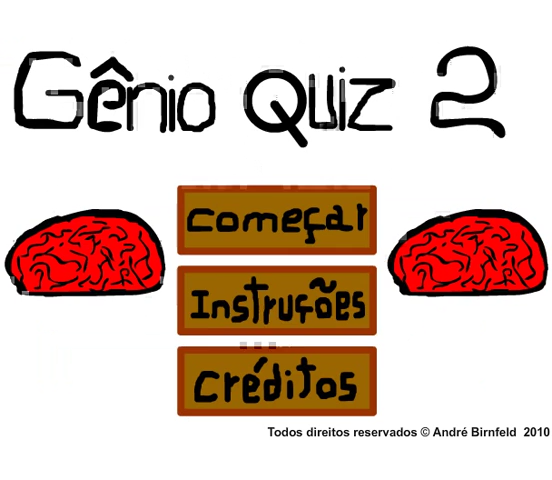 Gênio Quiz 2
começar
Instruções
créditos
Todos direitos reservados © André Birnfeld 2010